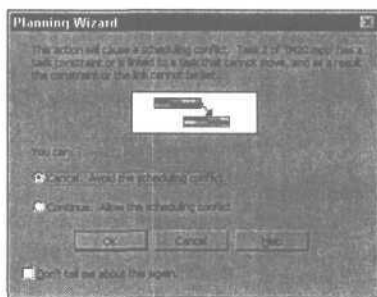 Planning Wizard
This action will cause a scheduling conflict. Task 2 of has a
task constraint or is linked to a task that cannot move, and as a result
the constraint or the link cannot be set.
You can:
Cancel. Avoid the scheduling conflict.
Continue. Allow the scheduling conflict.
OK Cancel Help
Don't tell me about this again.